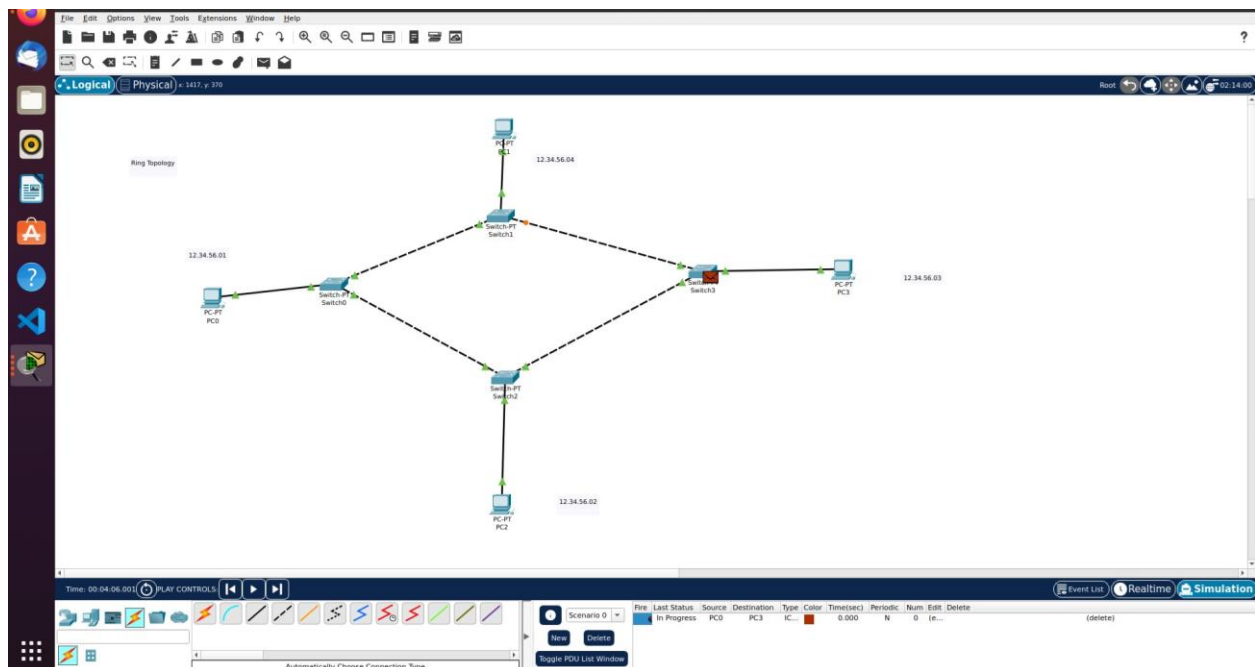 File Edit Options View Tools Extensions Window Help
?
Logical Physical x: 1417, y: 370 Root 02:14:00
PC-PT
PC1
12.34.56.04
Ring Topology
Switch-PT
Switch1
12.34.56.01
Switch-PT
Switch0
PC-PT
PC0
Switch3
PC-PT
PC3
12.34.56.03
Switch-PT
Switch2
12.34.56.02
PC-PT
PC2
Time: 00:04:06.001 PLAY CONTROLS: Event List Realtime Simulation
Scenario 0
New Delete
Toggle PDU List Window
Fire Last Status Source Destination Type Color Time(sec) Periodic Num Edit Delete
In Progress PC0 PC3 IC... 0.000 N 0 (e... (delete)
Automatically Choose Connection Type